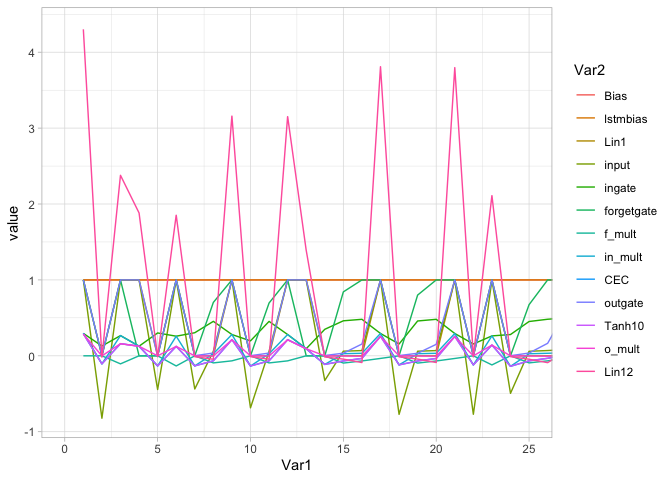 4
3
2
1
0
-1
value
0
5
10
15
20
25
Var1
Var2
Bias
lstmbias
Lin1
input
ingate
forgetgate
f_mult
in_mult
CEC
outgate
Tanh10
o_mult
Lin12